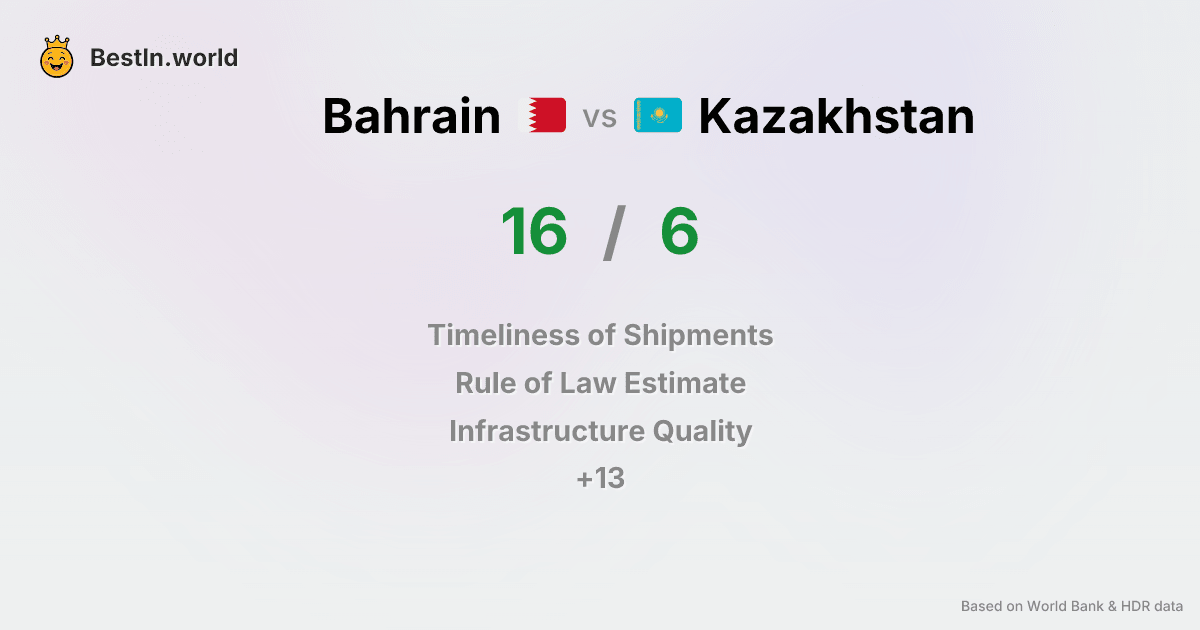 BestIn.world
Bahrain vs Kazakhstan
16 / 6
Timeliness of Shipments
Rule of Law Estimate
Infrastructure Quality
+13
Based on World Bank & HDR data